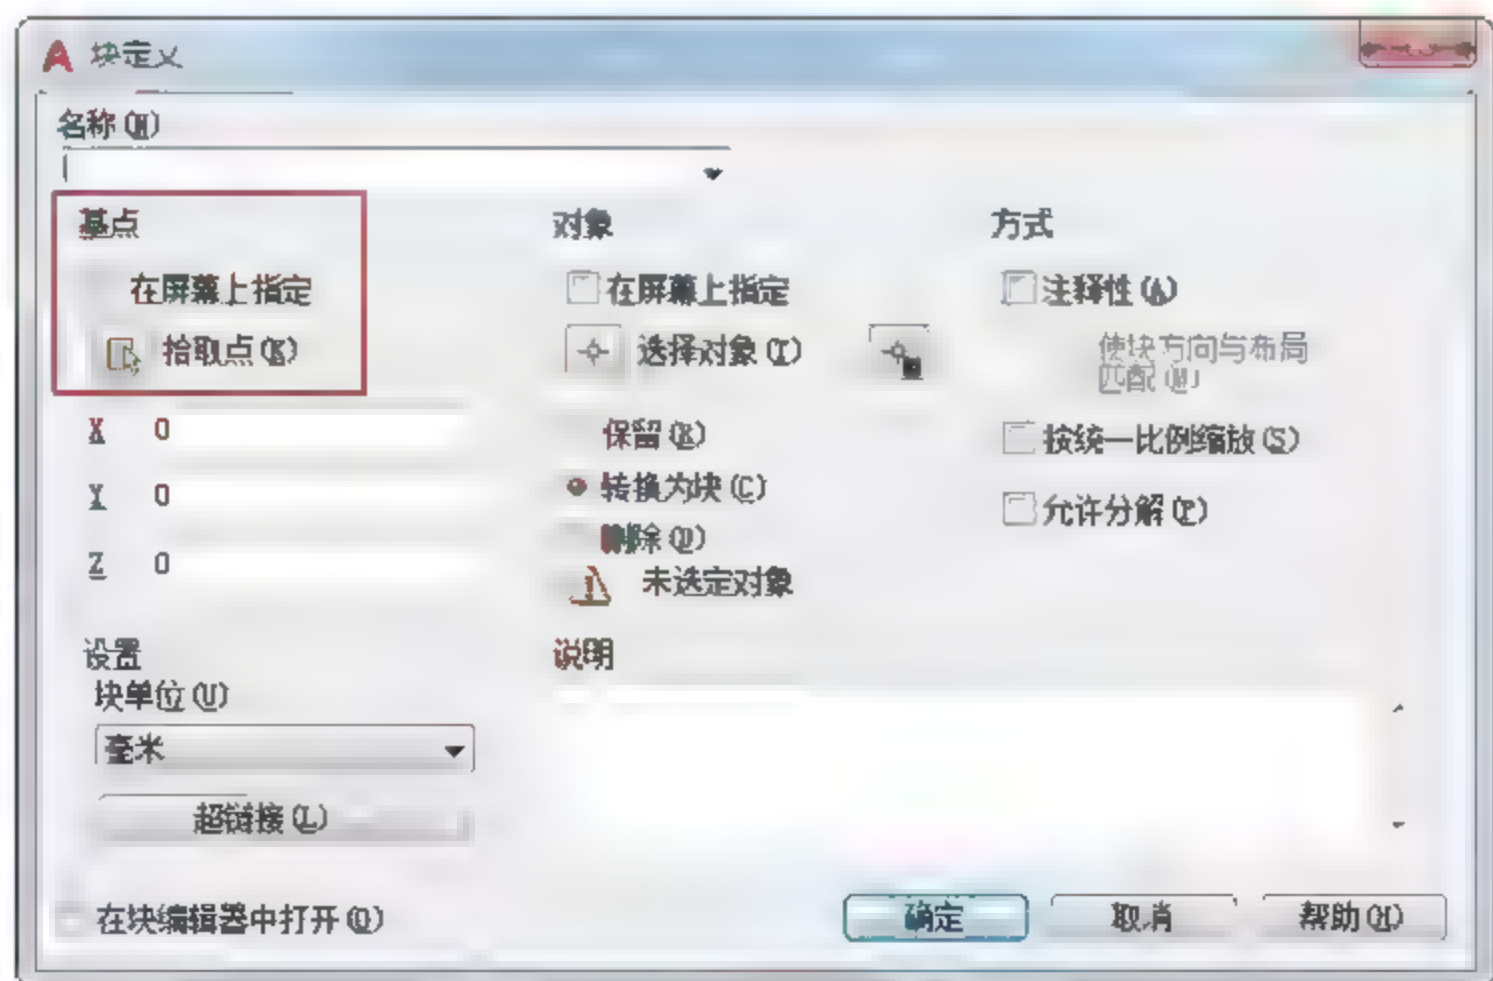 块定义
名称(N)
基点
在屏幕上指定
拾取点(K)
X 0
Y 0
Z 0
对象
在屏幕上指定
选择对象(T)
保留(R)
转换为块(C)
删除(D)
未选定对象
方式
注释性(A)
使块方向与布局
匹配(M)
按统一比例缩放(S)
允许分解(P)
设置
块单位(U)
毫米
超链接(L)
说明
在块编辑器中打开(O)
确定
取消
帮助(H)